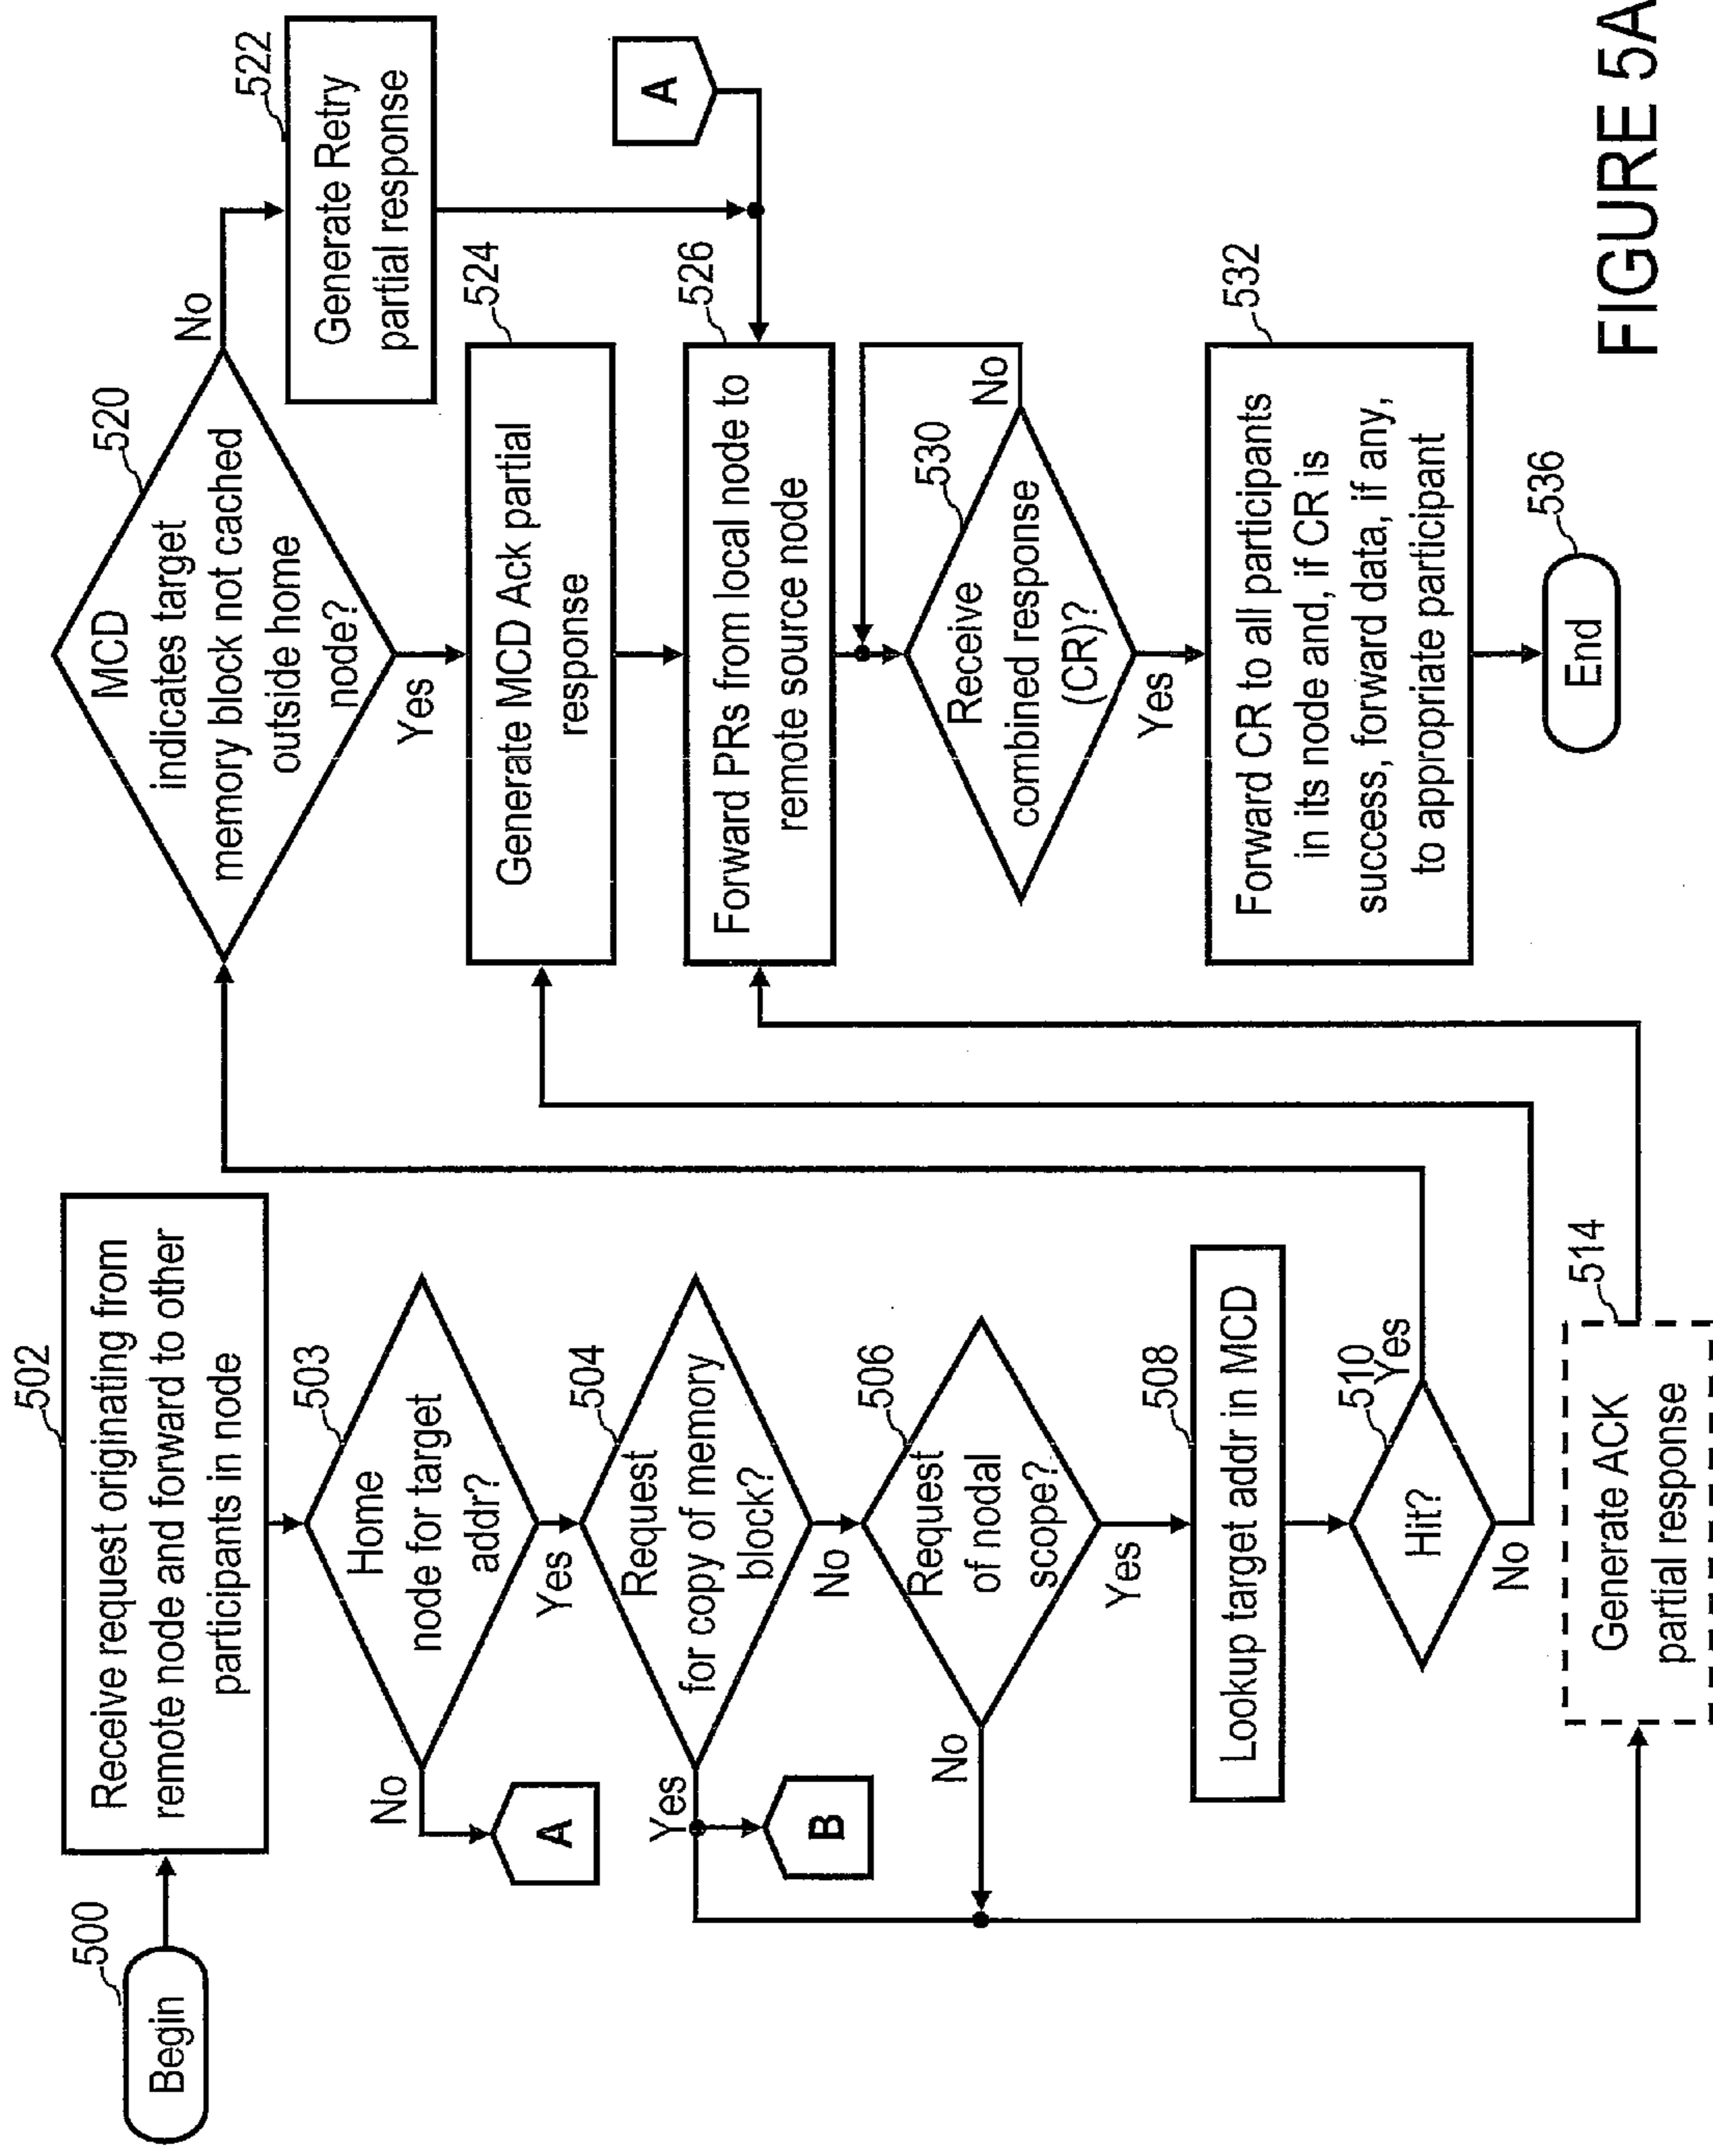 500
Begin
502
Receive request originating from
remote node and forward to other
participants in node
503
Home
node for target
addr?
No
A
Yes
504
Request
for copy of memory
block?
Yes
B
No
506
Request
of nodal
scope?
No
Yes
508
Lookup target addr in MCD
510
Hit?
Yes
No
514
Generate ACK
partial response
520
MCD
indicates target
memory block not cached
outside home
node?
No
Yes
522
Generate Retry
partial response
524
Generate MCD Ack partial
response
A
526
Forward PRs from local node to
remote source node
530
Receive
combined response
(CR)?
No
Yes
532
Forward CR to all participants
in its node and, if CR is
success, forward data, if any,
to appropriate participant
536
End
FIGURE 5A